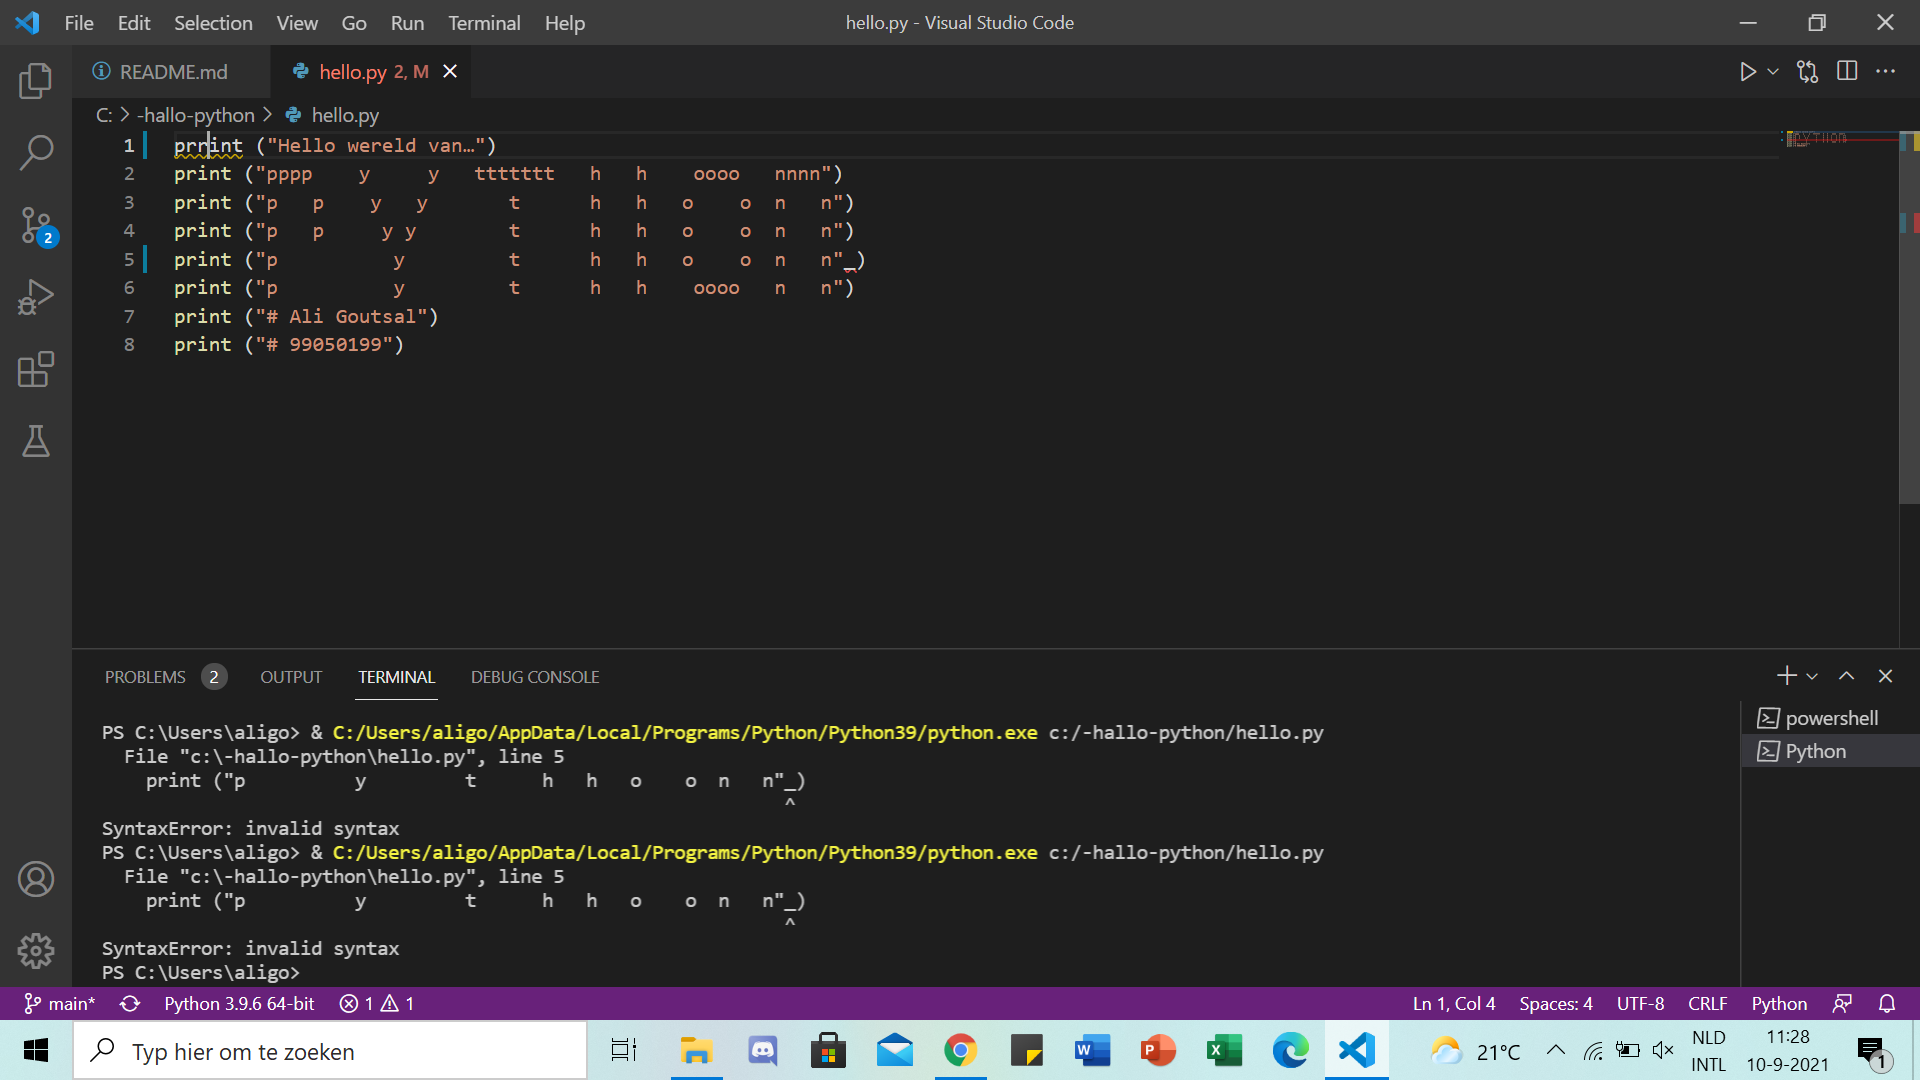 File Edit Selection View Go Run Terminal Help hello.py - Visual Studio Code
README.md hello.py 2, M
C: > -hallo-python > hello.py
1 prrint ("Hello wereld van…")
2 print ("pppp    y     y   ttttttt   h   h    oooo   nnnn")
3 print ("p   p    y   y       t      h   h   o    o  n   n")
4 print ("p   p     y y        t      h   h   o    o  n   n")
5 print ("p          y         t      h   h   o    o  n   n"_)
6 print ("p          y         t      h   h    oooo   n   n")
7 print ("# Ali Goutsal")
8 print ("# 99050199")
python
2
PROBLEMS 2 OUTPUT TERMINAL DEBUG CONSOLE
PS C:\Users\aligo> & C:/Users/aligo/AppData/Local/Programs/Python/Python39/python.exe c:/-hallo-python/hello.py
File "c:\-hallo-python\hello.py", line 5
print ("p          y         t      h   h   o    o  n   n"_)
^
SyntaxError: invalid syntax
PS C:\Users\aligo> & C:/Users/aligo/AppData/Local/Programs/Python/Python39/python.exe c:/-hallo-python/hello.py
File "c:\-hallo-python\hello.py", line 5
print ("p          y         t      h   h   o    o  n   n"_)
^
SyntaxError: invalid syntax
PS C:\Users\aligo>
powershell
Python
main* Python 3.9.6 64-bit 1 1 Ln 1, Col 4 Spaces: 4 UTF-8 CRLF Python
Typ hier om te zoeken 21°C NLD INTL 11:28 10-9-2021 1